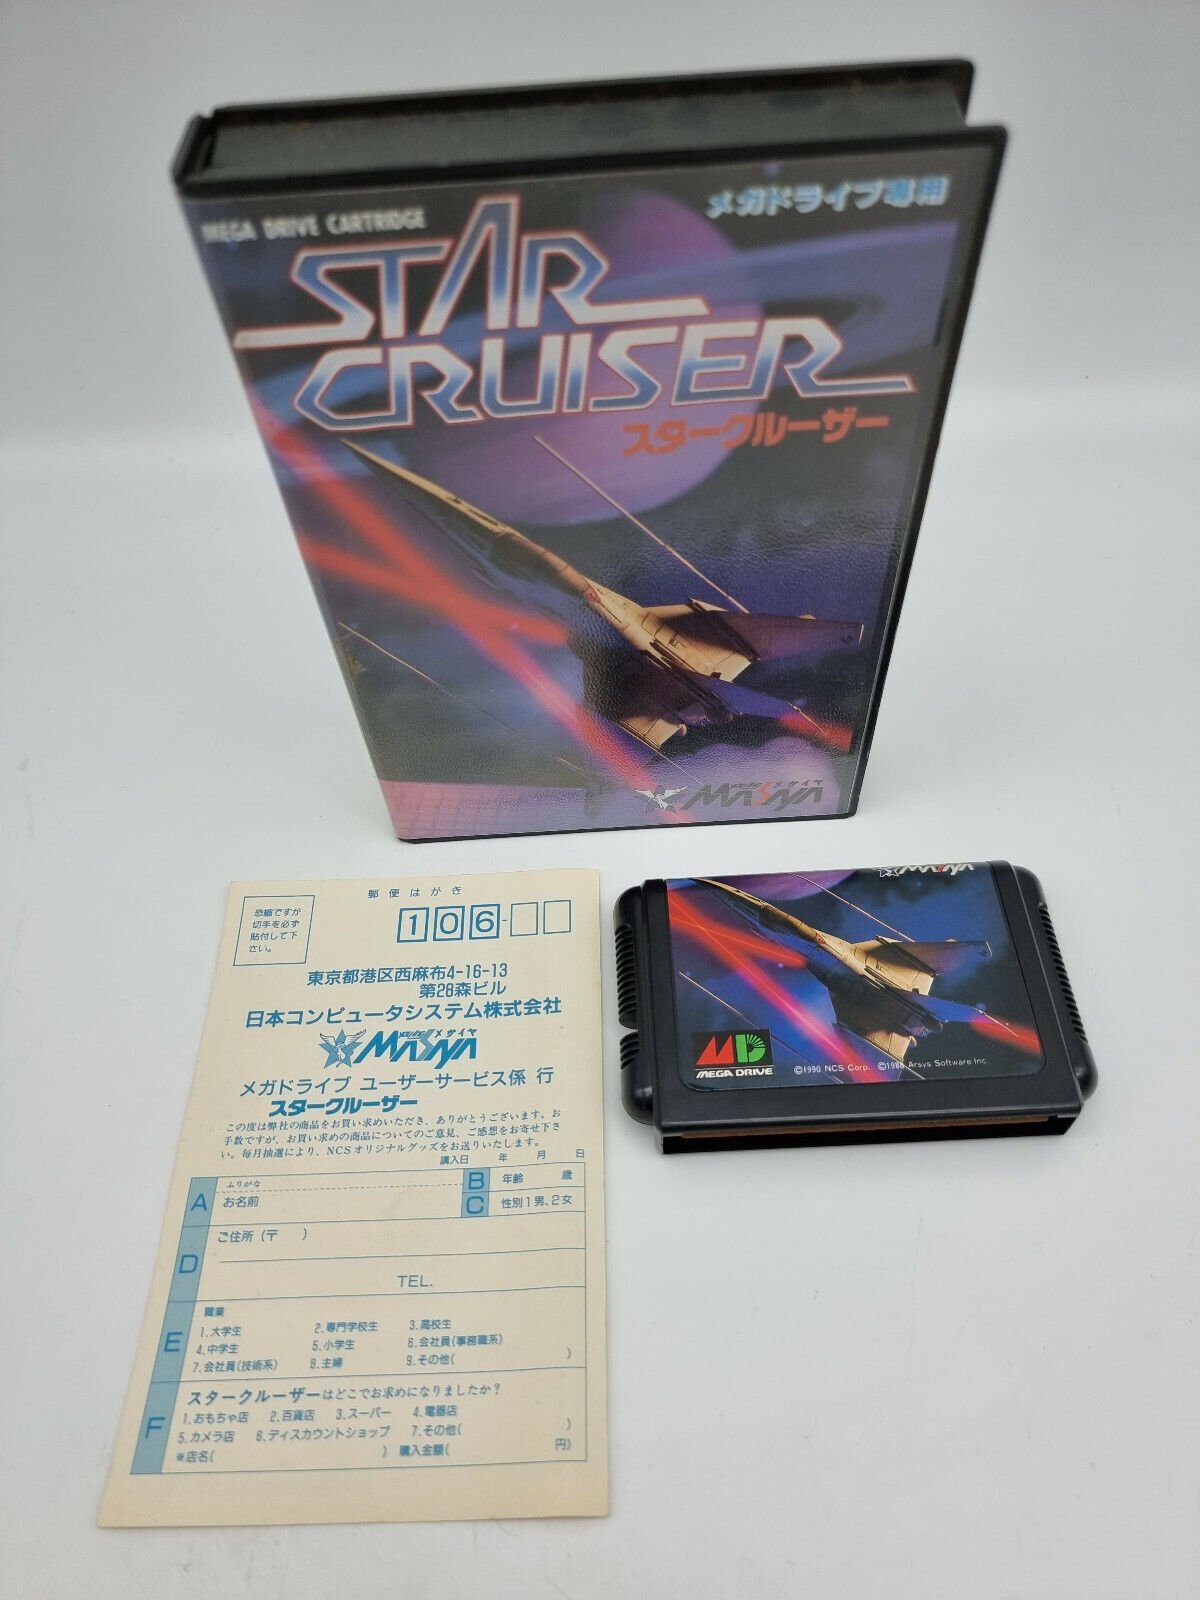 MEGA DRIVE CARTRIDGE
メガドライブ専用
STAR
CRUISER
スタークルーザー
メサイヤ
MASAYA
郵便はがき
恐縮ですが
切手を必ず
貼付して下
さい。
106-
東京都港区西麻布4-16-13
第28森ビル
日本コンピュータシステム株式会社
メサイヤ
MASAYA
メガドライブ ユーザーサービス係 行
スタークルーザー
この度は弊社の商品をお買い求めいただき、ありがとうございます。お
手数ですが、お買い求めの商品についてのご意見、ご感想をお寄せ下さ
い。毎月抽選により、NCSオリジナルグッズをお送りいたします。
購入日 年 月 日
A ふりがな
お名前
B 年齢 歳
C 性別 1男、2女
D ご住所(〒 )
TEL.
E 職業
1.大学生 2.専門学校生 3.高校生
4.中学生 5.小学生 6.会社員(事務職系)
7.会社員(技術系) 8.主婦 9.その他( )
F スタークルーザーはどこでお求めになりましたか?
1.おもちゃ店 2.百貨店 3.スーパー 4.電器店
5.カメラ店 6.ディスカウントショップ 7.その他( )
※店名( ) 購入金額( 円)
MASAYA
MD
MEGA DRIVE
©1990 NCS Corp. ©1988 Arsys Software Inc.